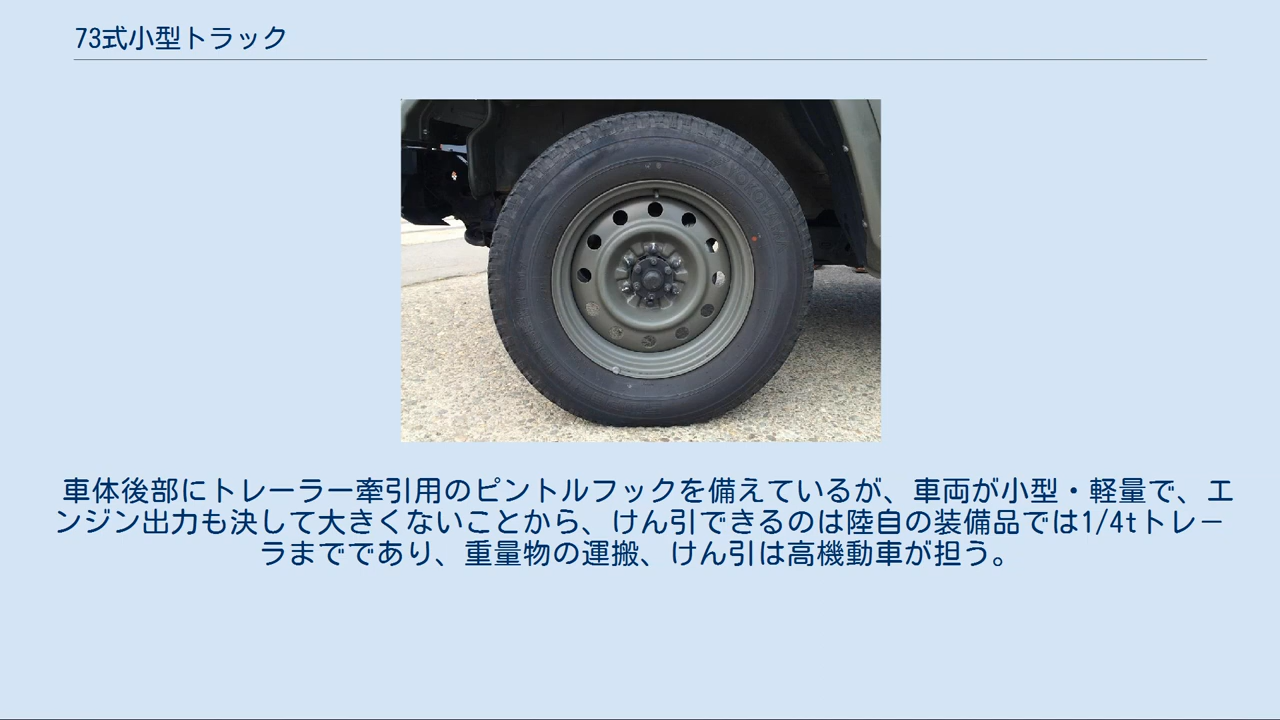 73式小型トラック
車体後部にトレーラー牽引用のピントルフックを備えているが、車両が小型・軽量で、エ
ンジン出力も決して大きくないことから、けん引できるのは陸自の装備品では1/4tトレー
ラまでであり、重量物の運搬、けん引は高機動車が担う。